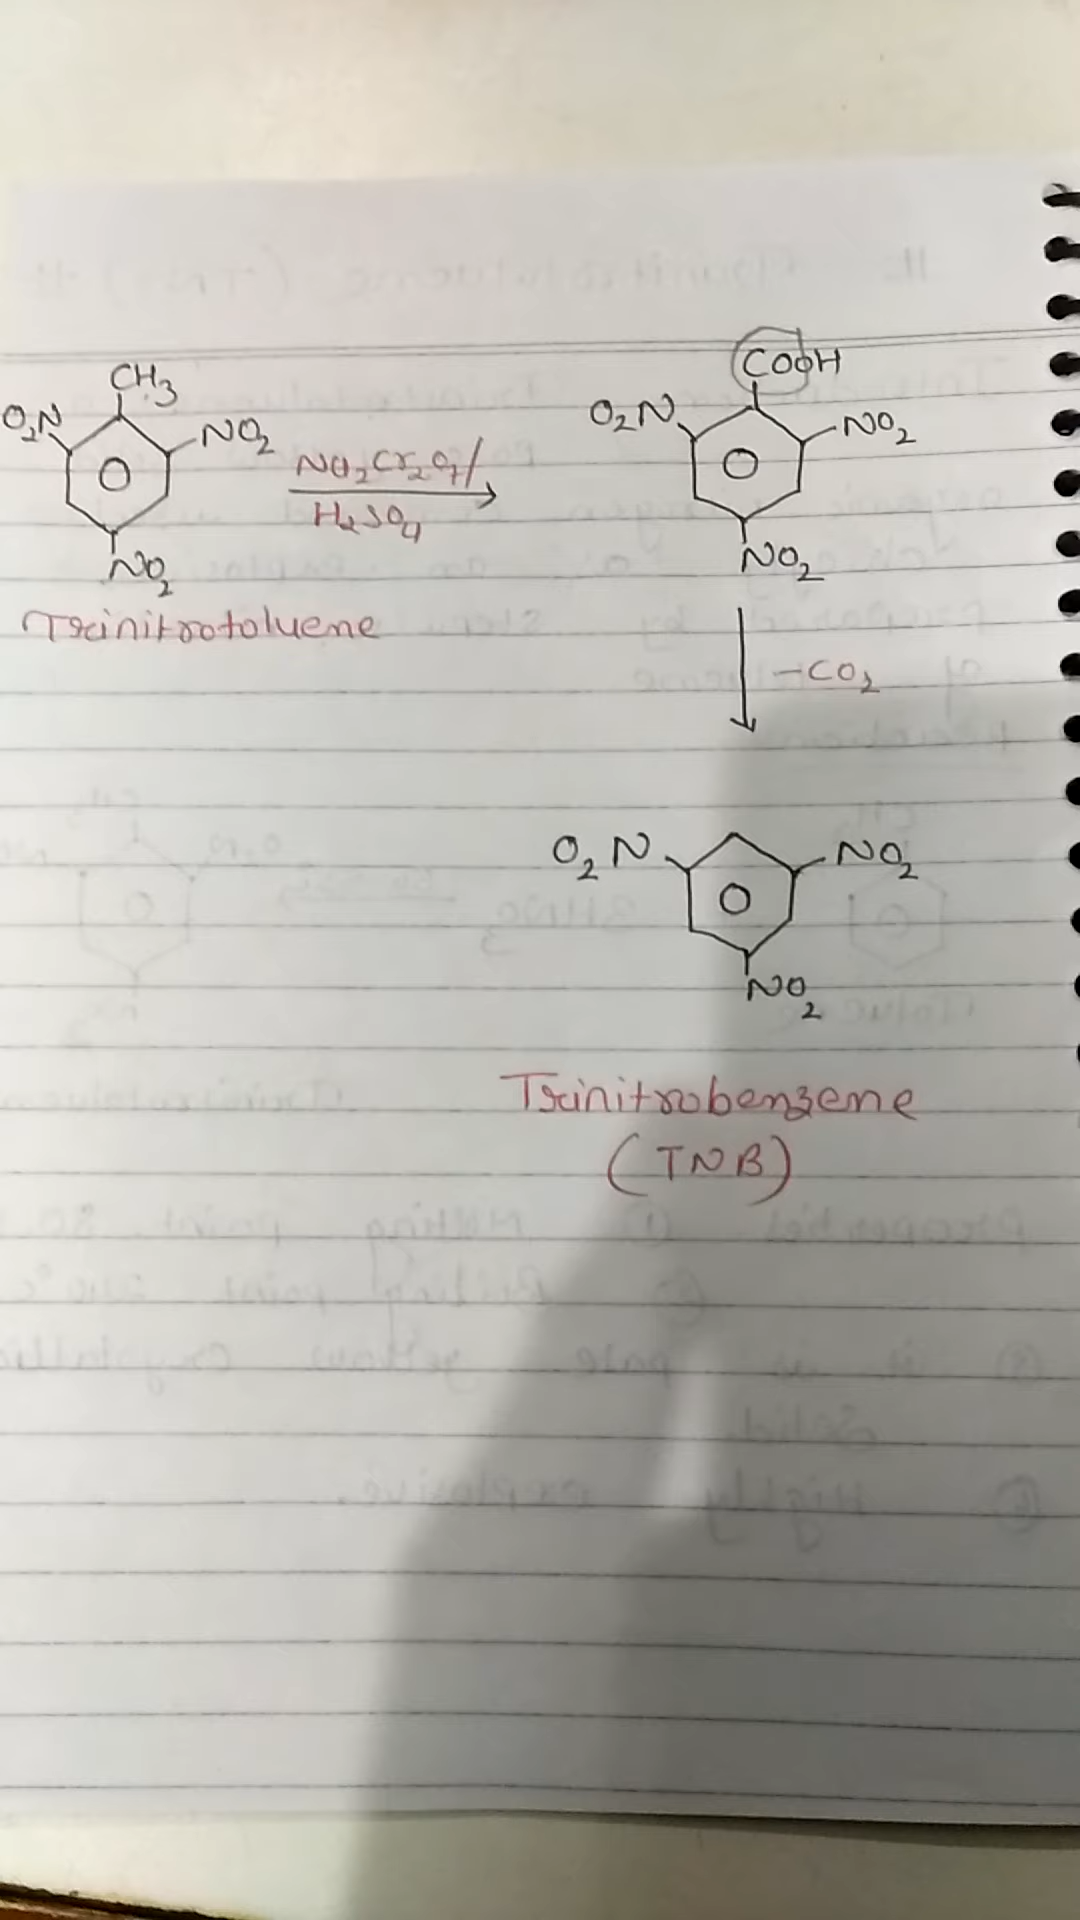 CH3
O2N NO2
NO2
Trinitrotoluene
Na2Cr2O7/
H2SO4
COOH
O2N NO2
NO2
-CO2
O2N NO2
NO2
Trinitrobenzene
(TNB)